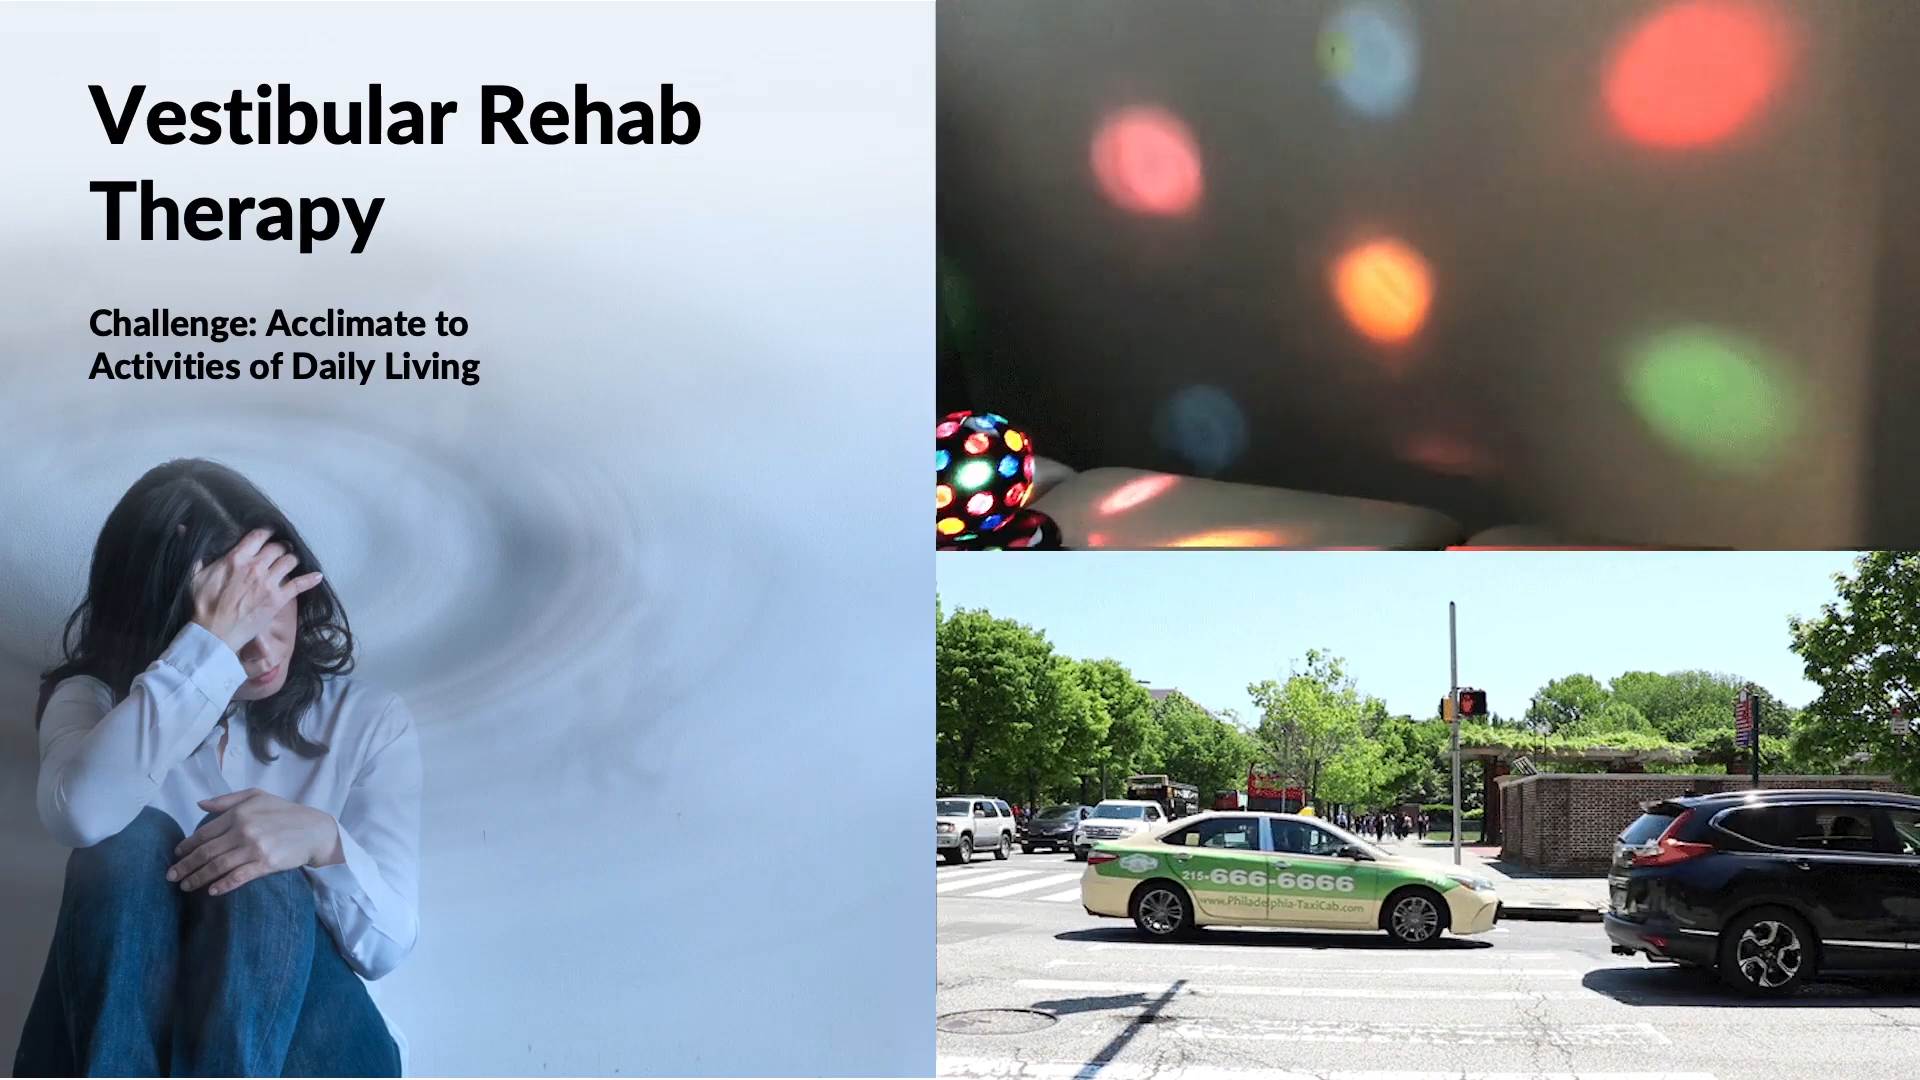 Vestibular Rehab
Therapy
Challenge: Acclimate to
Activities of Daily Living
215-666-6666
www.Philadelphia-TaxiCab.com